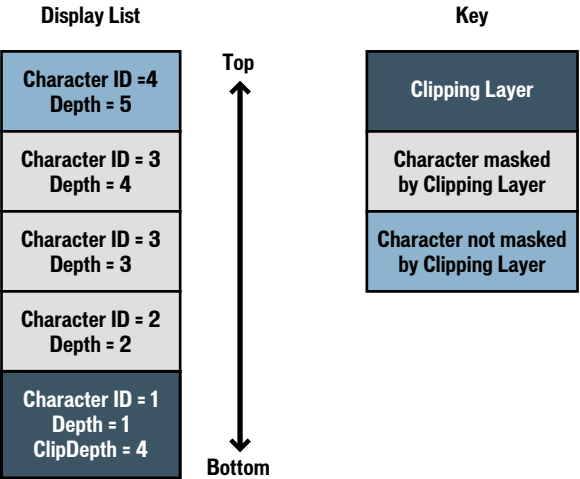 Display List
Character ID =4
Depth = 5
Character ID = 3
Depth = 4
Character ID = 3
Depth = 3
Character ID = 2
Depth = 2
Character ID = 1
Depth = 1
ClipDepth = 4
Top
Bottom
Key
Clipping Layer
Character masked
by Clipping Layer
Character not masked
by Clipping Layer